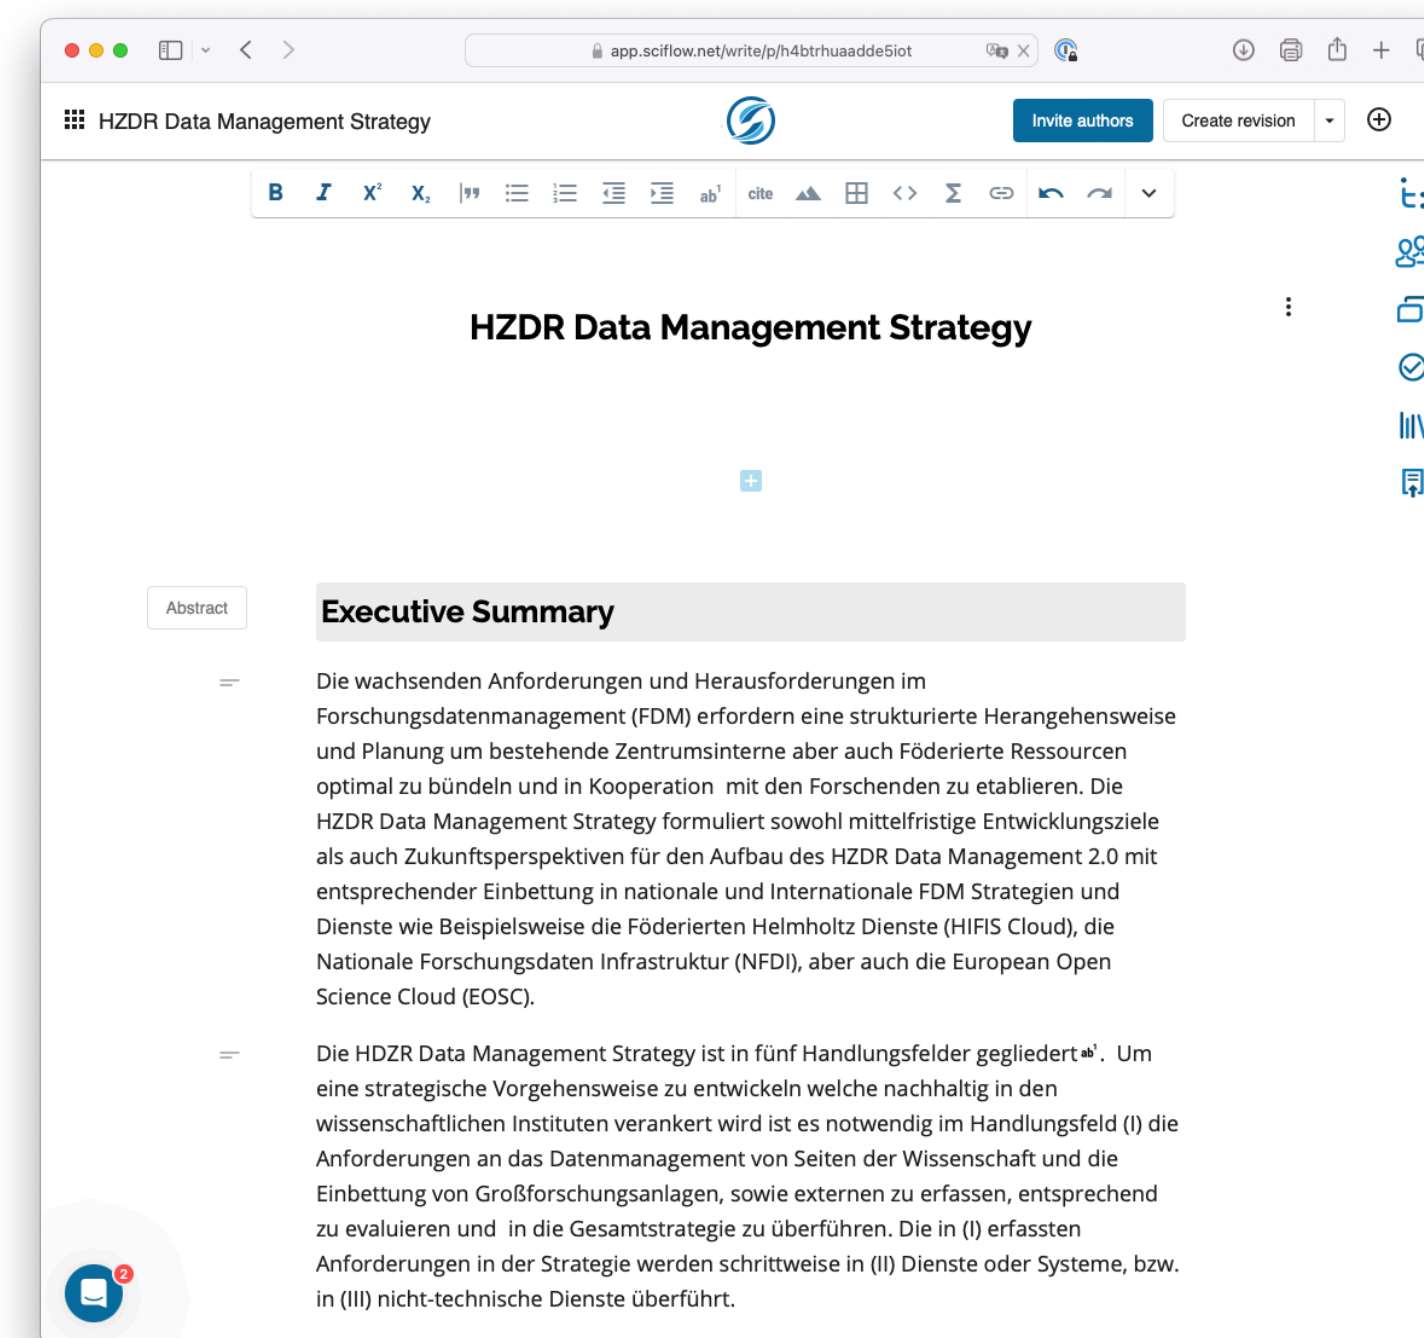 app.sciflow.net/write/p/h4btrhuaadde5iot
HZDR Data Management Strategy
Invite authors
Create revision
B I X² X₂ ab¹ cite Σ
HZDR Data Management Strategy
Abstract
Executive Summary
Die wachsenden Anforderungen und Herausforderungen im
Forschungsdatenmanagement (FDM) erfordern eine strukturierte Herangehensweise
und Planung um bestehende Zentrumsinterne aber auch Föderierte Ressourcen
optimal zu bündeln und in Kooperation  mit den Forschenden zu etablieren. Die
HZDR Data Management Strategy formuliert sowohl mittelfristige Entwicklungsziele
als auch Zukunftsperspektiven für den Aufbau des HZDR Data Management 2.0 mit
entsprechender Einbettung in nationale und Internationale FDM Strategien und
Dienste wie Beispielsweise die Föderierten Helmholtz Dienste (HIFIS Cloud), die
Nationale Forschungsdaten Infrastruktur (NFDI), aber auch die European Open
Science Cloud (EOSC).
Die HDZR Data Management Strategy ist in fünf Handlungsfelder gegliedert ab¹.  Um
eine strategische Vorgehensweise zu entwickeln welche nachhaltig in den
wissenschaftlichen Instituten verankert wird ist es notwendig im Handlungsfeld (I) die
Anforderungen an das Datenmanagement von Seiten der Wissenschaft und die
Einbettung von Großforschungsanlagen, sowie externen zu erfassen, entsprechend
zu evaluieren und  in die Gesamtstrategie zu überführen. Die in (I) erfassten
Anforderungen in der Strategie werden schrittweise in (II) Dienste oder Systeme, bzw.
in (III) nicht-technische Dienste überführt.
2